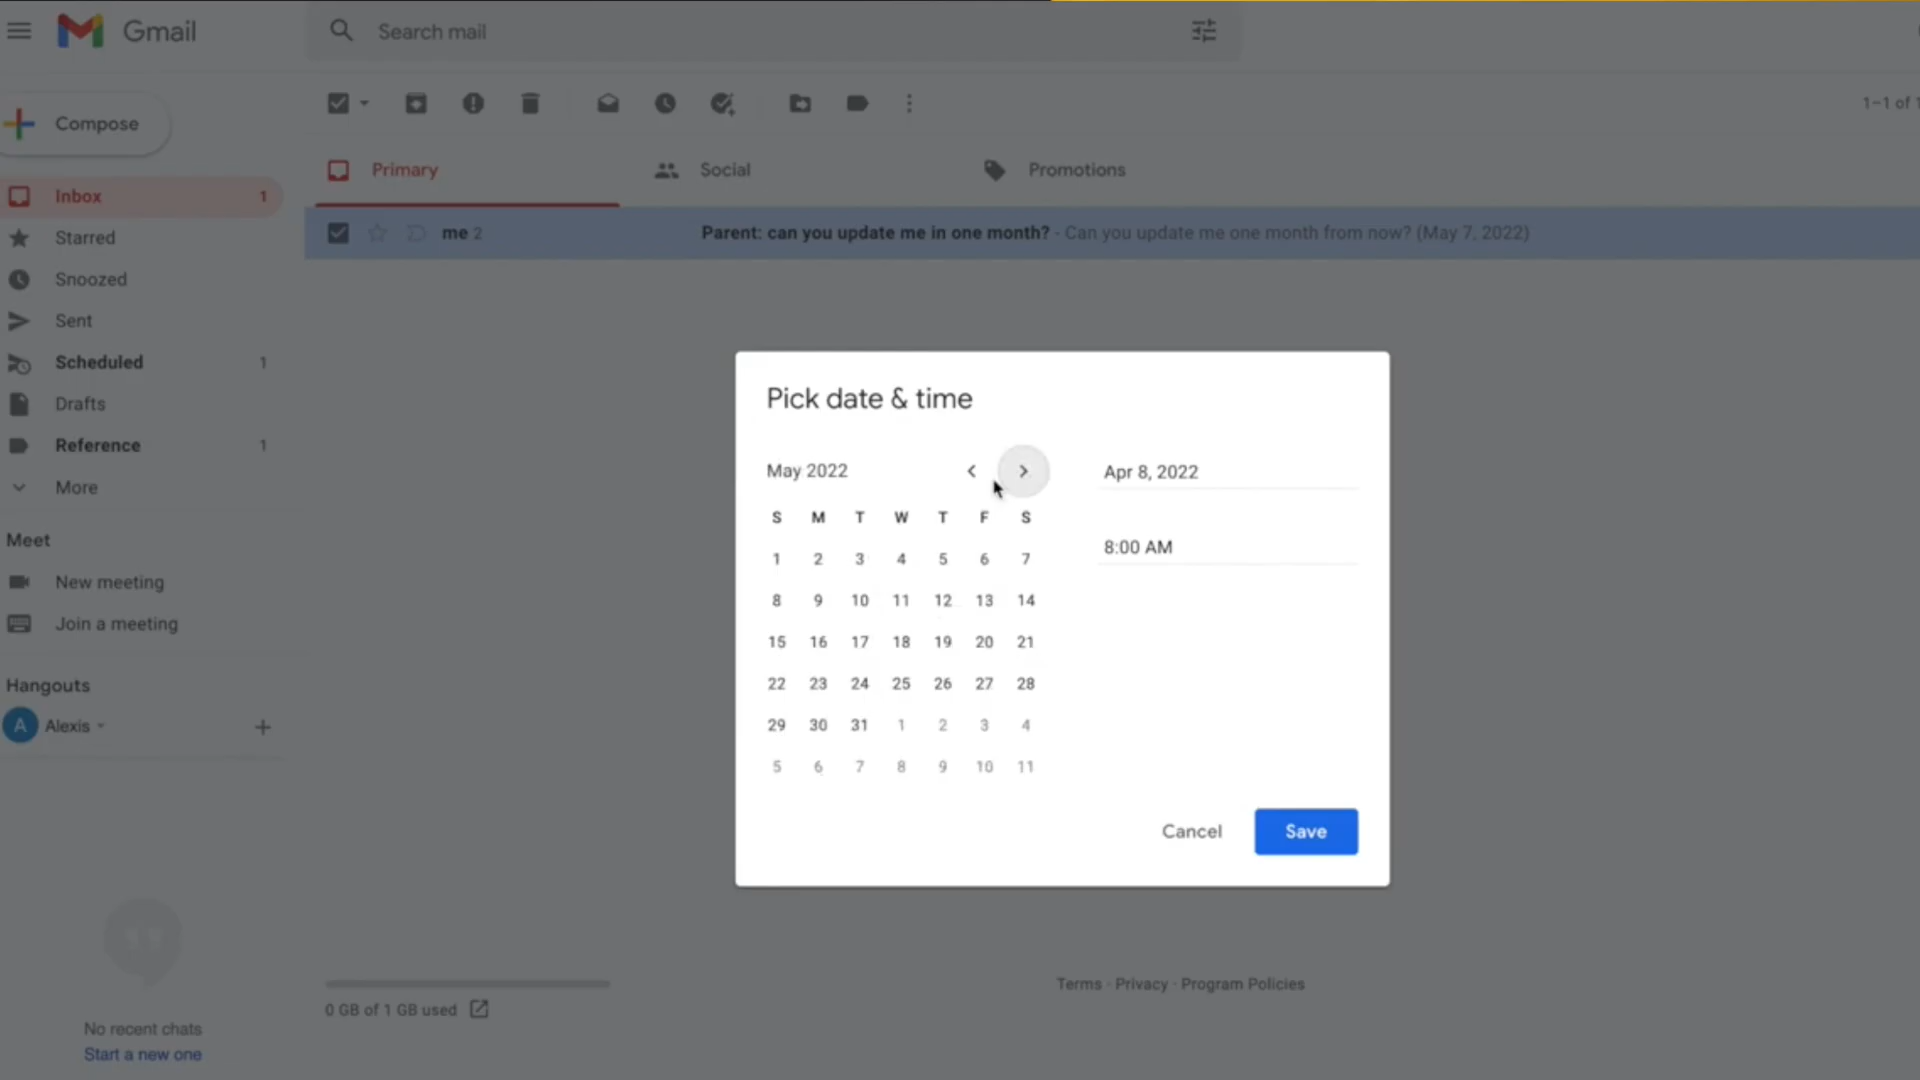 Gmail
Search mail
Compose
1–1 of 1
Primary
Social
Promotions
Inbox 1
me 2
Parent: can you update me in one month? - Can you update me one month from now? (May 7, 2022)
Starred
Snoozed
Sent
Scheduled 1
Drafts
Reference 1
More
Meet
New meeting
Join a meeting
Hangouts
A Alexis
No recent chats
Start a new one
Pick date & time
May 2022
S M T W T F S
1 2 3 4 5 6 7
8 9 10 11 12 13 14
15 16 17 18 19 20 21
22 23 24 25 26 27 28
29 30 31 1 2 3 4
5 6 7 8 9 10 11
Apr 8, 2022
8:00 AM
Cancel
Save
0 GB of 1 GB used
Terms · Privacy · Program Policies